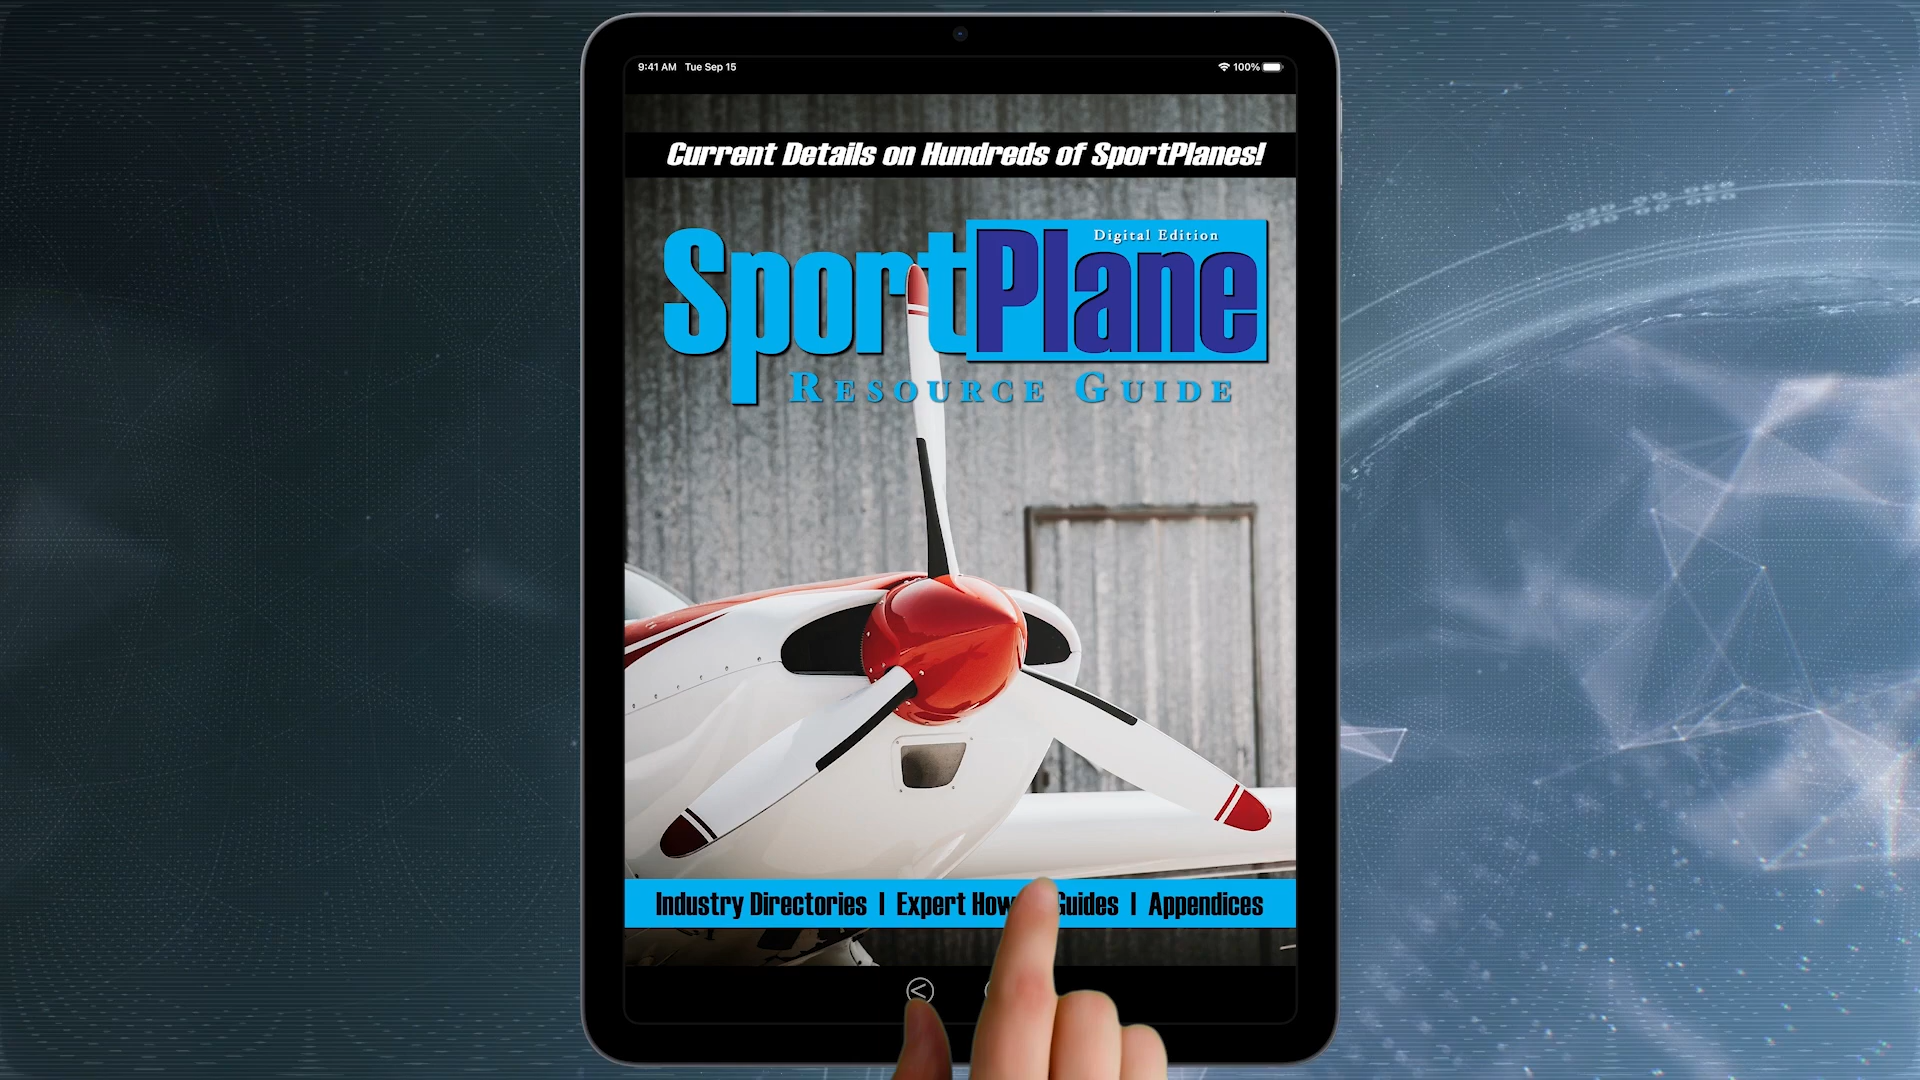 9:41 AM Tue Sep 15
100%
Current Details on Hundreds of SportPlanes!
Digital Edition
SportPlane
Resource Guide
Industry Directories | Expert How Guides | Appendices